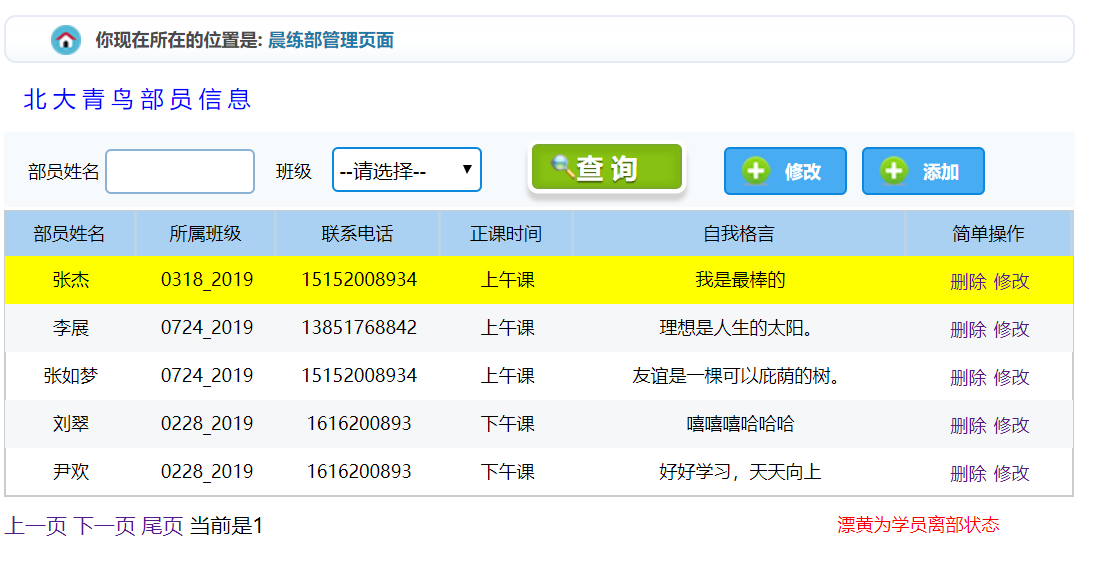 你现在所在的位置是: 晨练部管理页面
北大青鸟部员信息
部员姓名 班级 --请选择-- 查 询 修改 添加
部员姓名 所属班级 联系电话 正课时间 自我格言 简单操作
张杰 0318_2019 15152008934 上午课 我是最棒的 删除 修改
李展 0724_2019 13851768842 上午课 理想是人生的太阳。 删除 修改
张如梦 0724_2019 15152008934 上午课 友谊是一棵可以庇荫的树。 删除 修改
刘翠 0228_2019 1616200893 下午课 嘻嘻嘻哈哈哈 删除 修改
尹欢 0228_2019 1616200893 下午课 好好学习，天天向上 删除 修改
上一页 下一页 尾页 当前是1 漂黄为学员离部状态